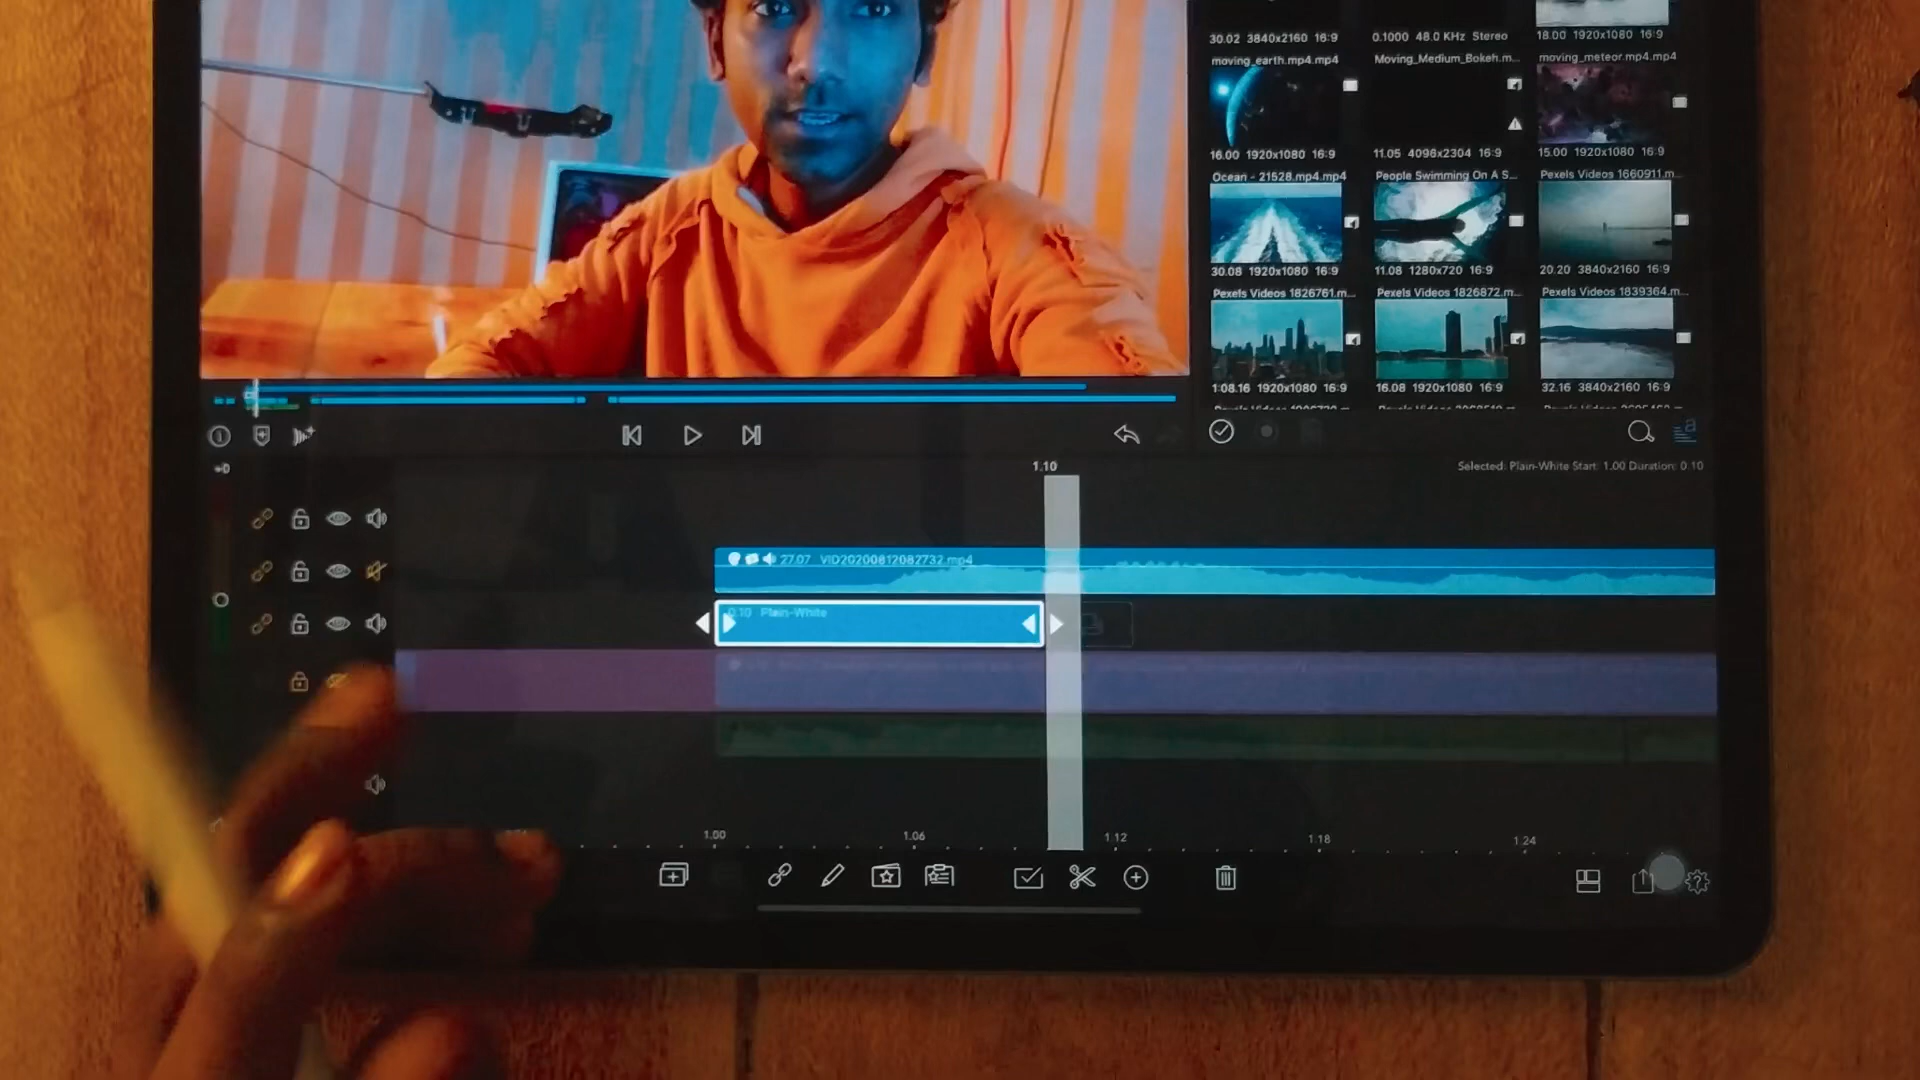 30.02 3840x2160 16:9
0.1000 48.0 KHz Stereo
18.00 1920x1080 16:9
moving_earth.mp4.mp4
Moving_Medium_Bokeh.m...
moving_meteor.mp4.mp4
16.00 1920x1080 16:9
11.05 4096x2304 16:9
15.00 1920x1080 16:9
Ocean - 21528.mp4.mp4
People Swimming On A S...
Pexels Videos 1660911.m...
30.08 1920x1080 16:9
11.08 1280x720 16:9
20.20 3840x2160 16:9
Pexels Videos 1826761.m...
Pexels Videos 1826872.m...
Pexels Videos 1839364.m...
1:08.16 1920x1080 16:9
16.08 1920x1080 16:9
32.16 3840x2160 16:9
1.10
Selected: Plain-White Start: 1.00 Duration: 0.10
27.07 VID20200812082732.mp4
0.10 Plain-White
1.00
1.06
1.12
1.18
1.24